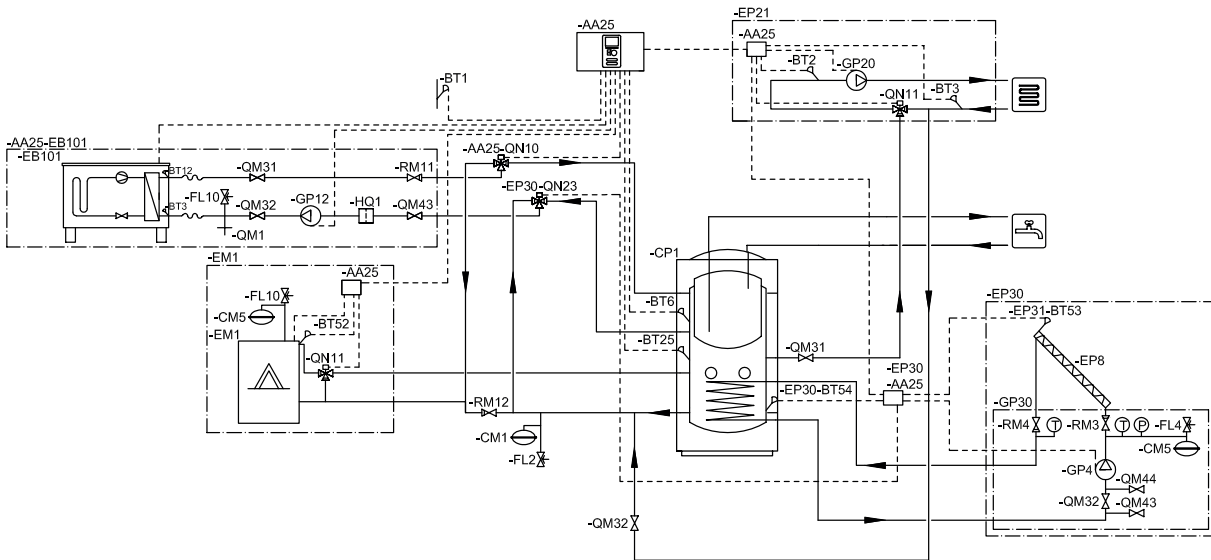 -AA25
-EP21
-AA25
-BT2
-GP20
-QN11
-BT3
-BT1
-AA25-EB101
-EB101
BT12
-QM31
-RM11
-AA25-QN10
-EP30-QN23
BT3
-FL10
-QM32
-GP12
-HQ1
-QM43
-QM1
-EM1
-AA25
-FL10
-CM5
-BT52
-EM1
-QN11
-CP1
-BT6
-BT25
-QM31
-RM12
-CM1
-FL2
-EP30-BT54
-EP30
-AA25
-QM32
-EP30
-EP31-BT53
-EP8
-GP30
-RM4
T
-RM3
T
P
-FL4
-CM5
-GP4
-QM44
-QM32
-QM43